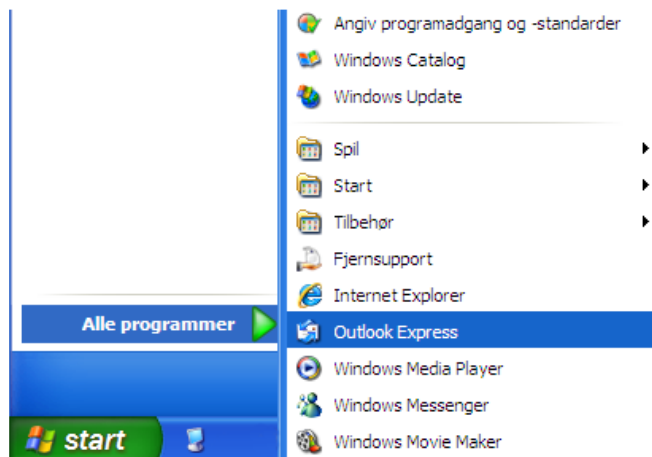 Angiv programadgang og -standarder
Windows Catalog
Windows Update
Spil
Start
Tilbehør
Fjernsupport
Internet Explorer
Outlook Express
Windows Media Player
Windows Messenger
Windows Movie Maker
Alle programmer
start